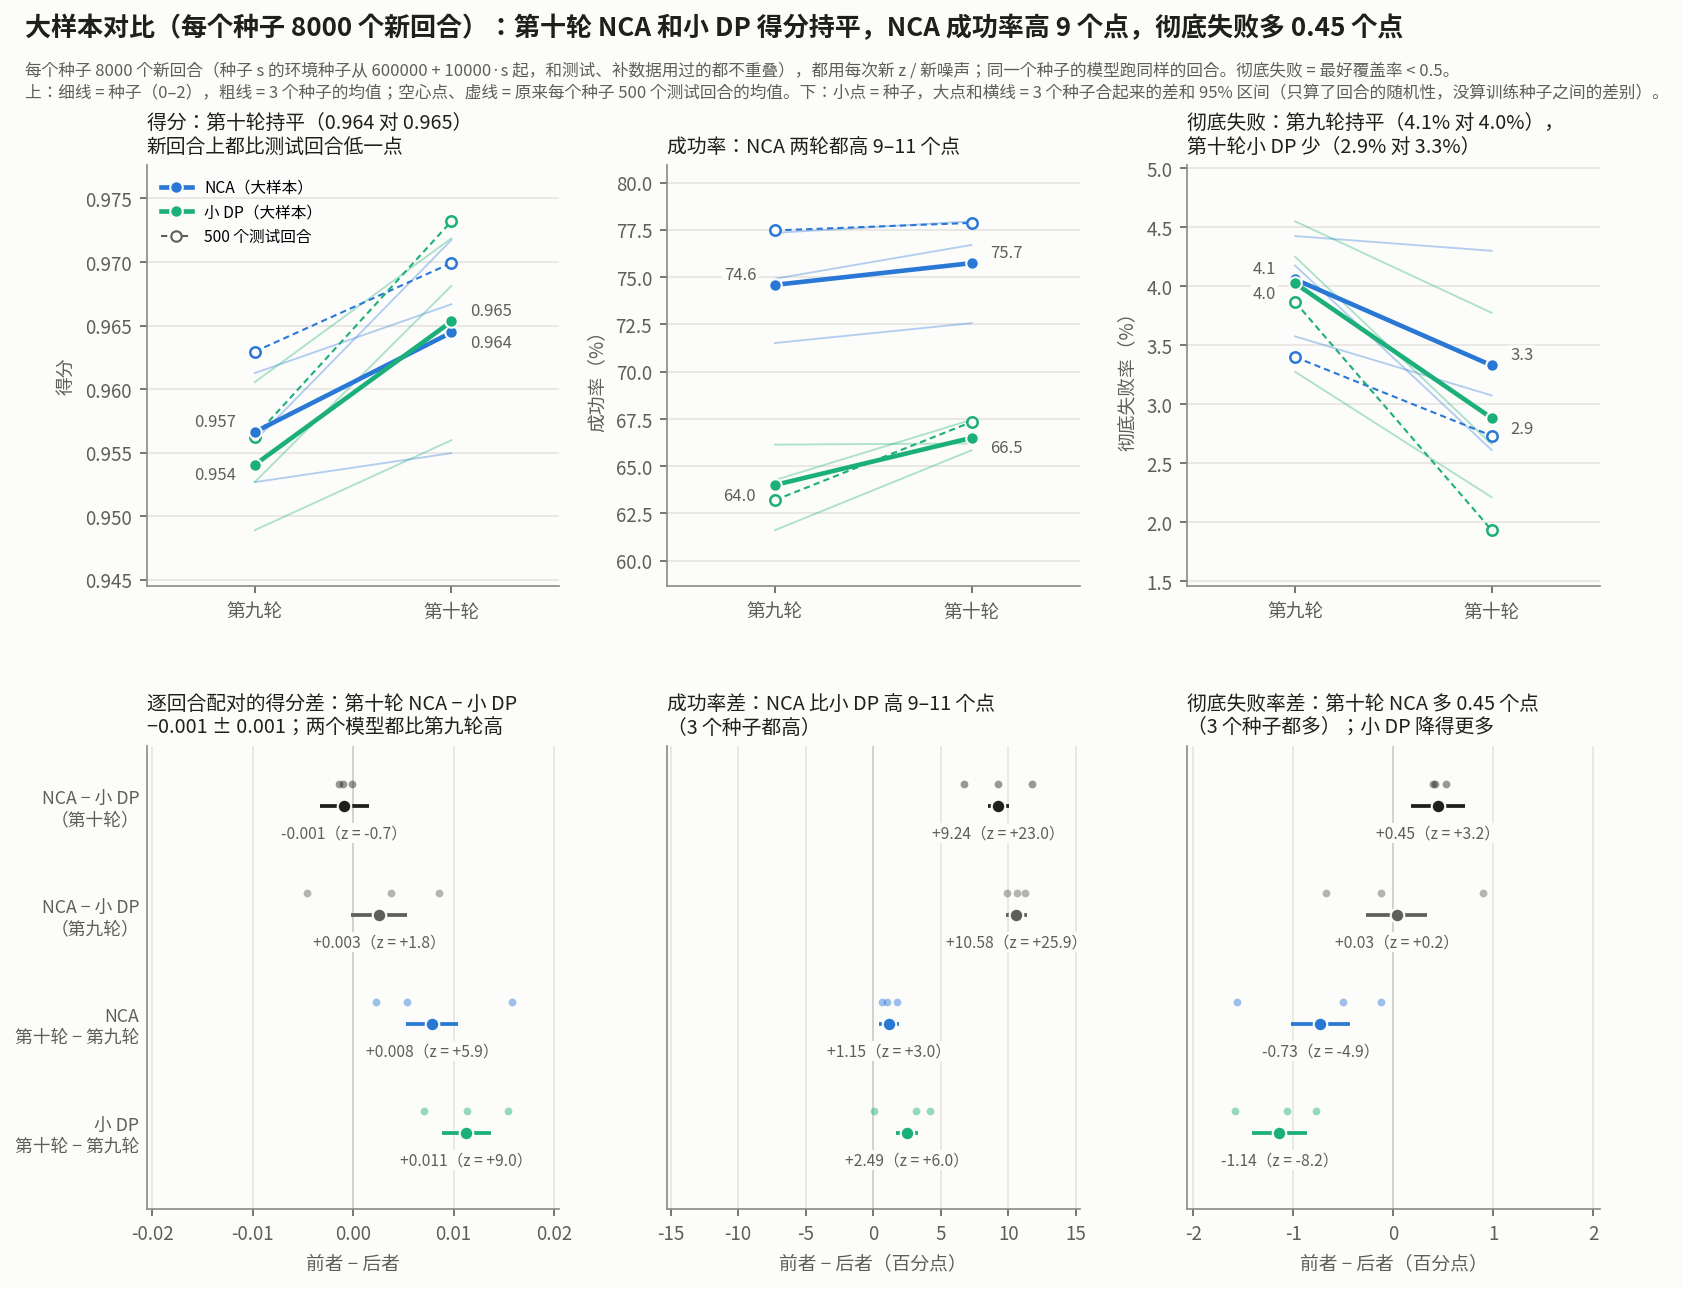 大样本对比（每个种子 8000 个新回合）：第十轮 NCA 和小 DP 得分持平，NCA 成功率高 9 个点，彻底失败多 0.45 个点
每个种子 8000 个新回合（种子 s 的环境种子从 600000 + 10000·s 起，和测试、补数据用过的都不重叠），都用每次新 z / 新噪声；同一个种子的模型跑同样的回合。彻底失败 = 最好覆盖率 < 0.5。
上：细线 = 种子（0–2），粗线 = 3 个种子的均值；空心点、虚线 = 原来每个种子 500 个测试回合的均值。下：小点 = 种子，大点和横线 = 3 个种子合起来的差和 95% 区间（只算了回合的随机性，没算训练种子之间的差别）。
得分：第十轮持平（0.964 对 0.965）
新回合上都比测试回合低一点
NCA（大样本）
小 DP（大样本）
500 个测试回合
得分
0.975
0.970
0.965
0.960
0.955
0.950
0.945
0.957
0.954
0.965
0.964
第九轮
第十轮
成功率：NCA 两轮都高 9–11 个点
成功率（%）
80.0
77.5
75.0
72.5
70.0
67.5
65.0
62.5
60.0
74.6
75.7
64.0
66.5
第九轮
第十轮
彻底失败：第九轮持平（4.1% 对 4.0%），
第十轮小 DP 少（2.9% 对 3.3%）
彻底失败率（%）
5.0
4.5
4.0
3.5
3.0
2.5
2.0
1.5
4.1
4.0
3.3
2.9
第九轮
第十轮
逐回合配对的得分差：第十轮 NCA − 小 DP
−0.001 ± 0.001；两个模型都比第九轮高
NCA − 小 DP
（第十轮）
NCA − 小 DP
（第九轮）
NCA
第十轮 − 第九轮
小 DP
第十轮 − 第九轮
-0.001（z = -0.7）
+0.003（z = +1.8）
+0.008（z = +5.9）
+0.011（z = +9.0）
-0.02
-0.01
0.00
0.01
0.02
前者 − 后者
成功率差：NCA 比小 DP 高 9–11 个点
（3 个种子都高）
+9.24（z = +23.0）
+10.58（z = +25.9）
+1.15（z = +3.0）
+2.49（z = +6.0）
-15
-10
-5
0
5
10
15
前者 − 后者（百分点）
彻底失败率差：第十轮 NCA 多 0.45 个点
（3 个种子都多）；小 DP 降得更多
+0.45（z = +3.2）
+0.03（z = +0.2）
-0.73（z = -4.9）
-1.14（z = -8.2）
-2
-1
0
1
2
前者 − 后者（百分点）